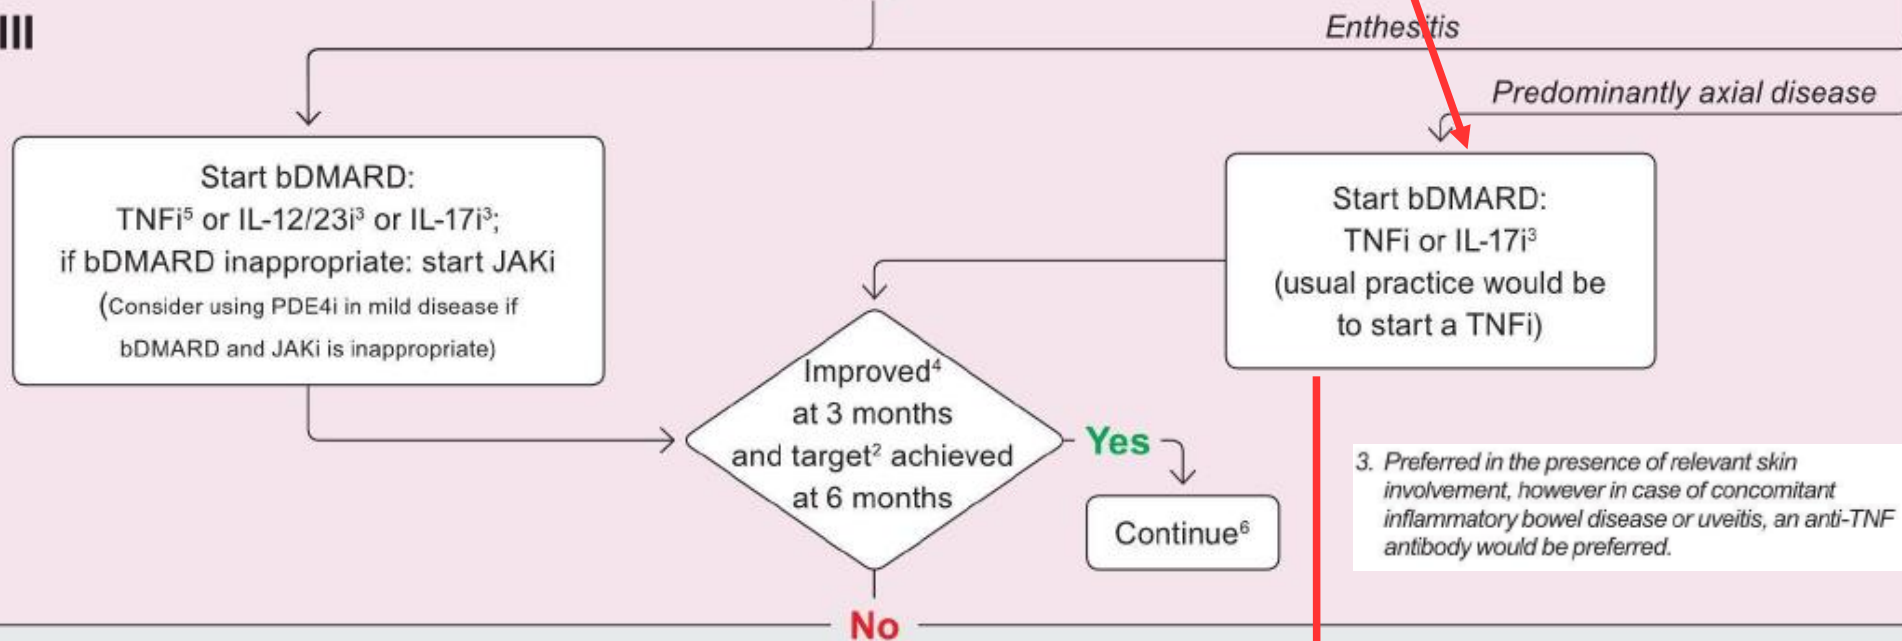 III
Enthesitis
Predominantly axial disease
Start bDMARD:
TNFi⁵ or IL-12/23i³ or IL-17i³;
if bDMARD inappropriate: start JAKi
(Consider using PDE4i in mild disease if
bDMARD and JAKi is inappropriate)
Start bDMARD:
TNFi or IL-17i³
(usual practice would be
to start a TNFi)
Improved⁴
at 3 months
and target² achieved
at 6 months
Yes
Continue⁶
3. Preferred in the presence of relevant skin
involvement, however in case of concomitant
inflammatory bowel disease or uveitis, an anti-TNF
antibody would be preferred.
No